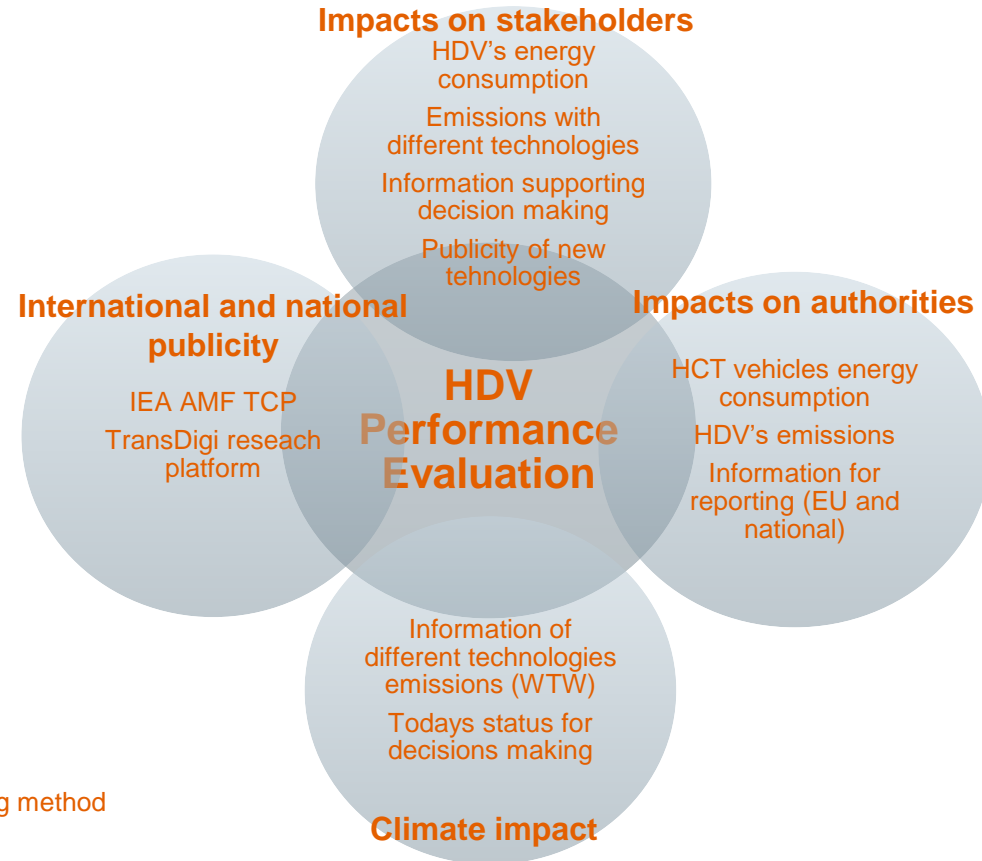 Impacts on stakeholders
HDV's energy
consumption
Emissions with
different technologies
Information supporting
decision making
Publicity of new
tehnologies
International and national
publicity
IEA AMF TCP
TransDigi reseach
platform
HDV
Performance
Evaluation
Impacts on authorities
HCT vehicles energy
consumption
HDV's emissions
Information for
reporting (EU and
national)
Information of
different technologies
emissions (WTW)
Todays status for
decisions making
Climate impact
g method